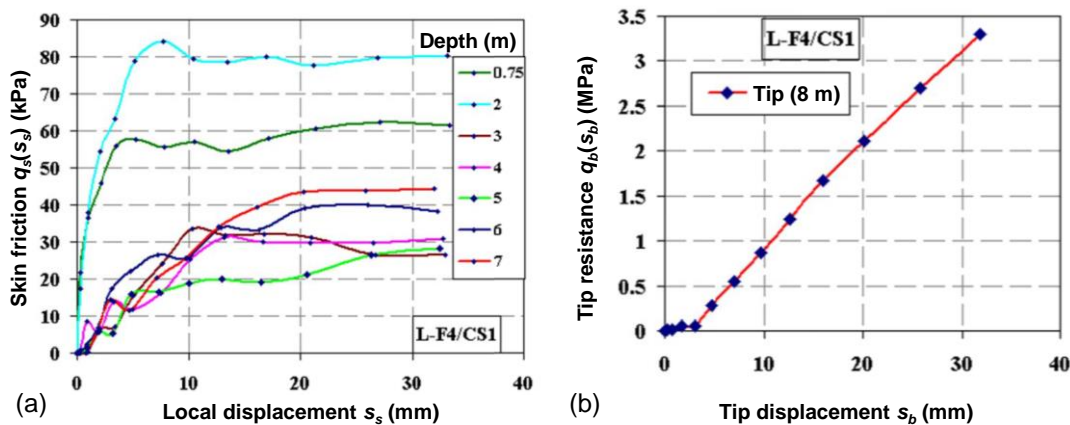 90
80
70
60
50
40
30
20
10
0
Skin friction qs(ss) (kPa)
Depth (m)
0.75
2
3
4
5
6
7
L-F4/CS1
0 10 20 30 40
(a)
Local displacement ss (mm)
3.5
3
2.5
2
1.5
1
0.5
0
Tip resistance qb(sb) (MPa)
L-F4/CS1
Tip (8 m)
0 10 20 30 40
(b)
Tip displacement sb (mm)